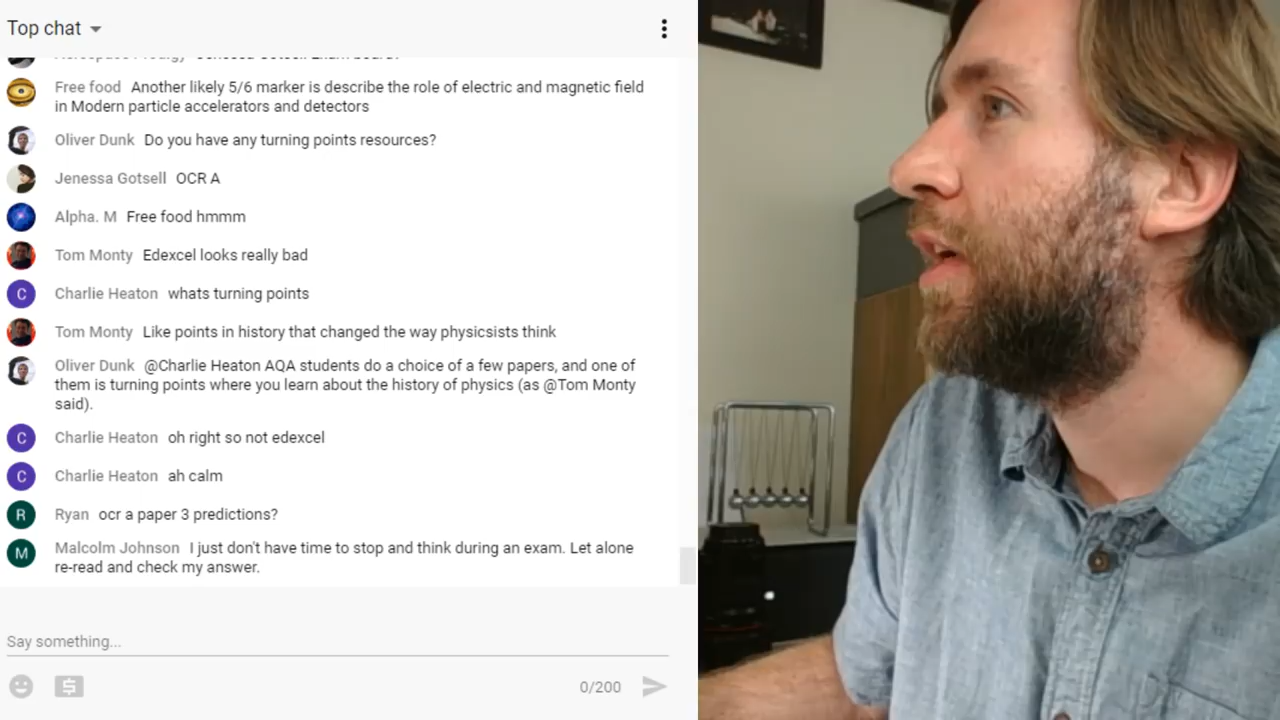 Top chat
Free food Another likely 5/6 marker is describe the role of electric and magnetic field
in Modern particle accelerators and detectors
Oliver Dunk Do you have any turning points resources?
Jenessa Gotsell OCR A
Alpha. M Free food hmmm
Tom Monty Edexcel looks really bad
C Charlie Heaton whats turning points
Tom Monty Like points in history that changed the way physicsists think
Oliver Dunk @Charlie Heaton AQA students do a choice of a few papers, and one of
them is turning points where you learn about the history of physics (as @Tom Monty
said).
C Charlie Heaton oh right so not edexcel
C Charlie Heaton ah calm
R Ryan ocr a paper 3 predictions?
M Malcolm Johnson I just don't have time to stop and think during an exam. Let alone
re-read and check my answer.
Say something...
0/200